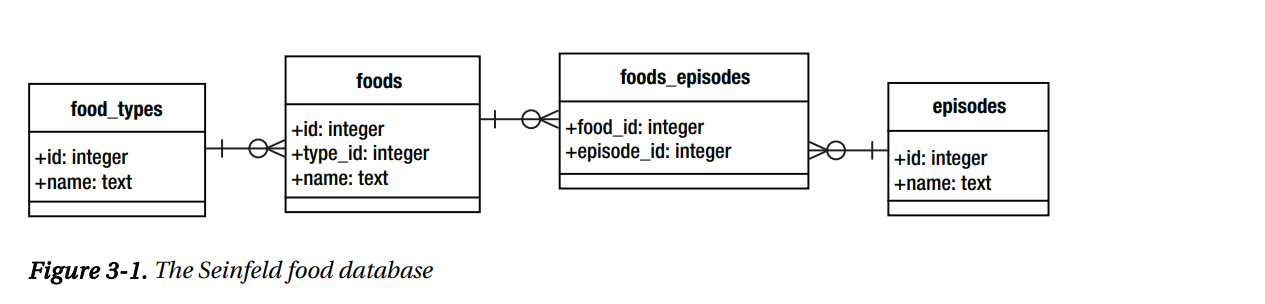 food_types
+id: integer
+name: text
foods
+id: integer
+type_id: integer
+name: text
foods_episodes
+food_id: integer
+episode_id: integer
episodes
+id: integer
+name: text
Figure 3-1. The Seinfeld food database